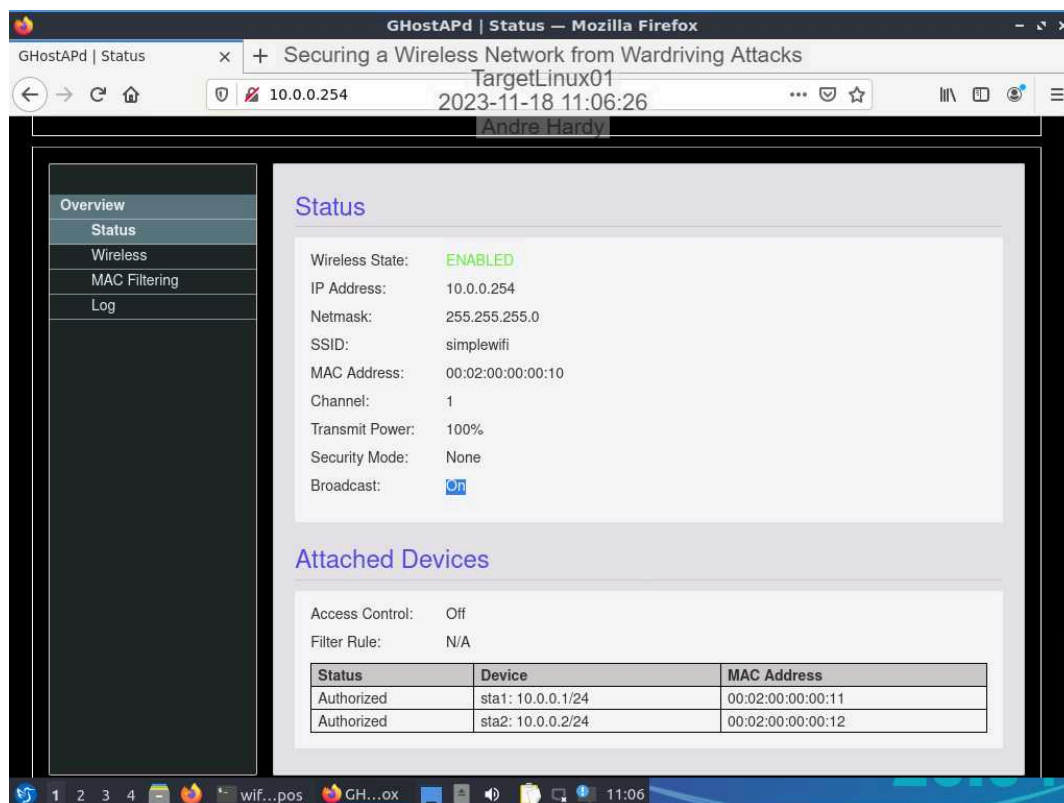 GHostAPd | Status — Mozilla Firefox
GHostAPd | Status
Securing a Wireless Network from Wardriving Attacks
TargetLinux01
10.0.0.254
2023-11-18 11:06:26
Andre Hardy
Overview
Status
Wireless
MAC Filtering
Log
Status
Wireless State: ENABLED
IP Address: 10.0.0.254
Netmask: 255.255.255.0
SSID: simplewifi
MAC Address: 00:02:00:00:00:10
Channel: 1
Transmit Power: 100%
Security Mode: None
Broadcast: On
Attached Devices
Access Control: Off
Filter Rule: N/A
Status Device MAC Address
Authorized sta1: 10.0.0.1/24 00:02:00:00:00:11
Authorized sta2: 10.0.0.2/24 00:02:00:00:00:12
1 2 3 4 wif...pos GH...ox 11:06